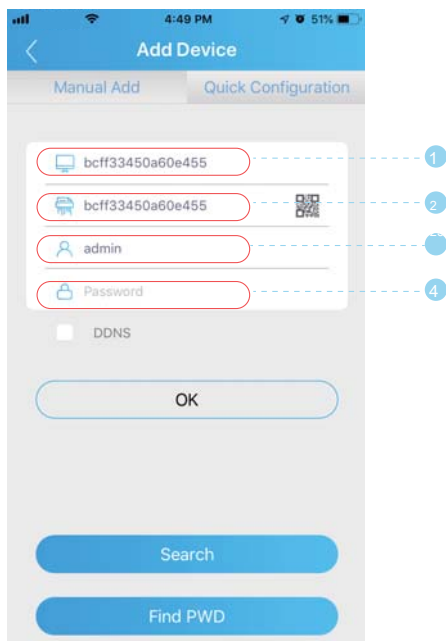 4:49 PM 51%
Add Device
Manual Add Quick Configuration
bcff33450a60e455 1
bcff33450a60e455 2
admin
Password 4
DDNS
OK
Search
Find PWD